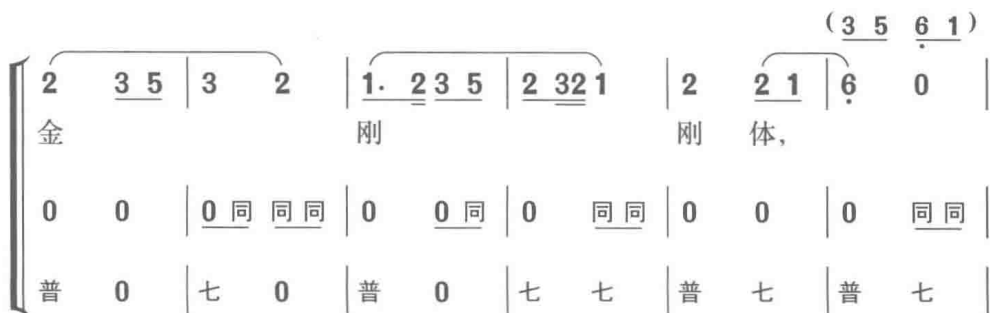 (3 5 6 1)
2 3 5 | 3 2 | 1. 2 3 5 | 2 3 2 1 | 2 2 1 | 6 0 |
金 刚 刚 体,
0 0 | 0 同 同 同 | 0 0 同 | 0 同 同 | 0 0 | 0 同 同 |
普 0 | 七 0 | 普 0 | 七 七 | 普 七 | 普 七 |